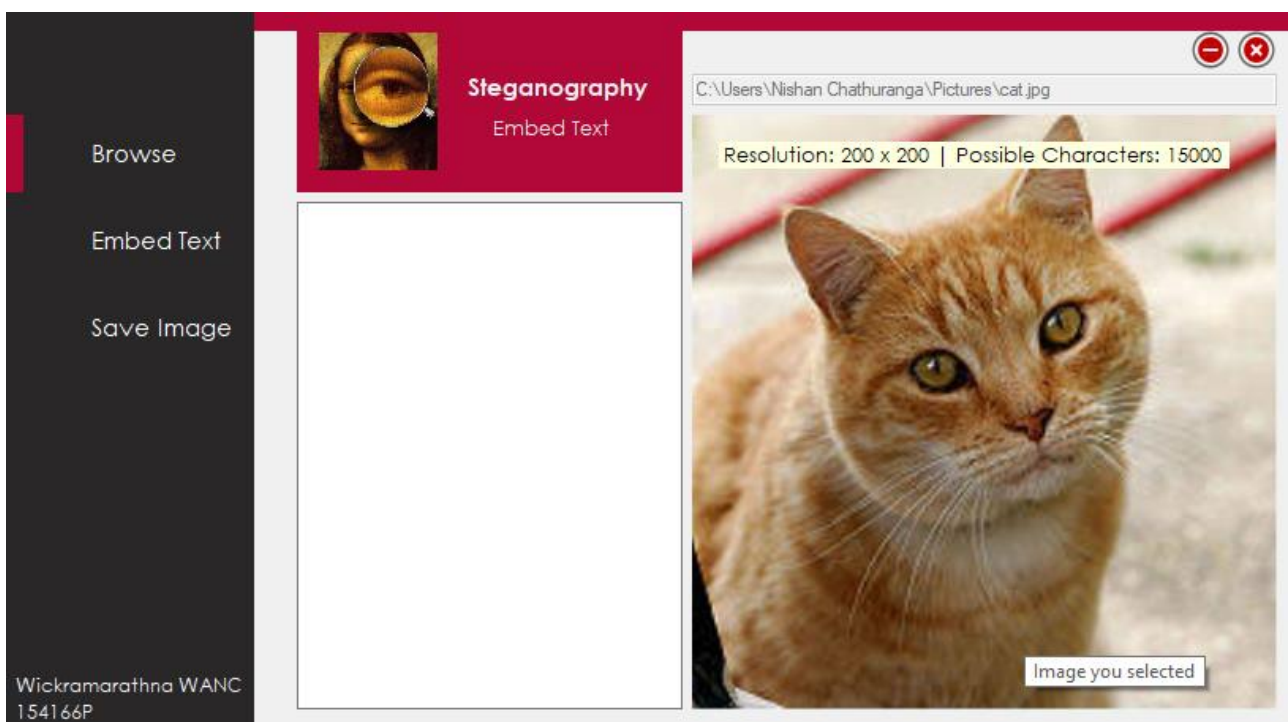 Browse
Embed Text
Save Image
Wickramarathna WANC
154166P
Steganography
Embed Text
C:\Users\Nishan Chathuranga\Pictures\cat.jpg
Resolution: 200 x 200 | Possible Characters: 15000
Image you selected